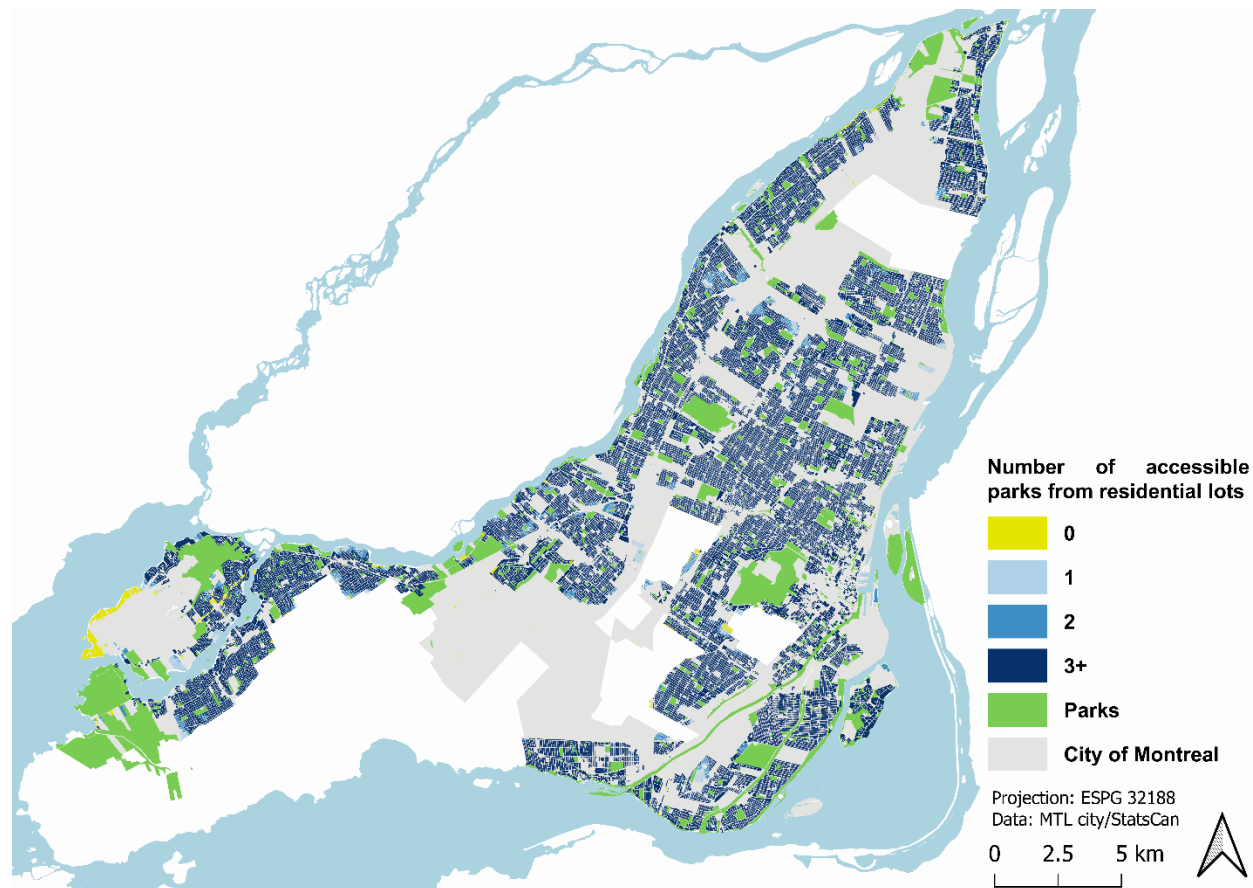 Number of accessible
parks from residential lots
0
1
2
3+
Parks
City of Montreal
Projection: ESPG 32188
Data: MTL city/StatsCan
0 2.5 5 km